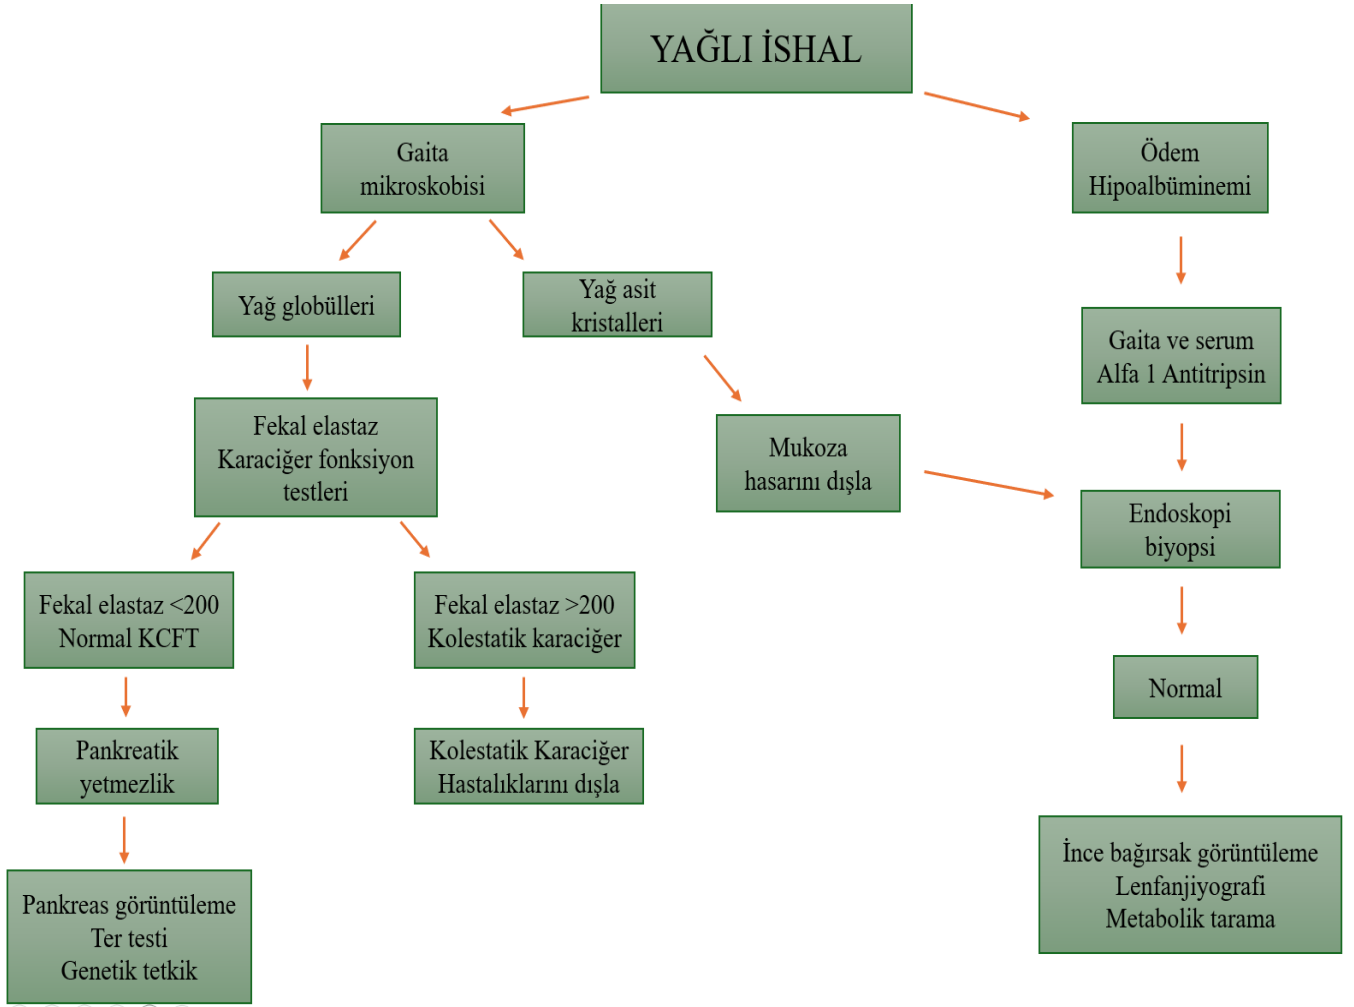 YAĞLI İSHAL
Gaita
mikroskobisi
Ödem
Hipoalbüminemi
Yağ globülleri
Yağ asit
kristalleri
Gaita ve serum
Alfa 1 Antitripsin
Fekal elastaz
Karaciğer fonksiyon
testleri
Mukoza
hasarını dışla
Endoskopi
biyopsi
Fekal elastaz <200
Normal KCFT
Fekal elastaz >200
Kolestatik karaciğer
Normal
Pankreatik
yetmezlik
Kolestatik Karaciğer
Hastalıklarını dışla
İnce bağırsak görüntüleme
Lenfanjiyografi
Metabolik tarama
Pankreas görüntüleme
Ter testi
Genetik tetkik